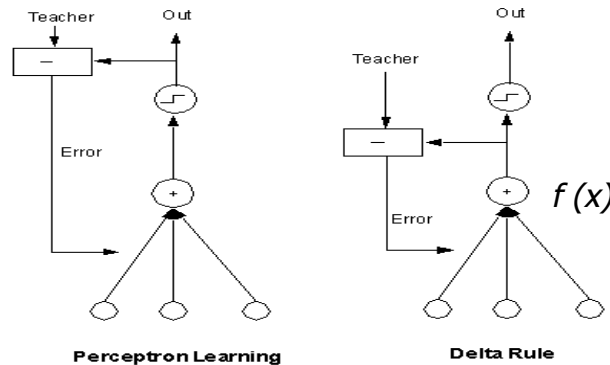 Out
Teacher
−
Error
+
Perceptron Learning
Out
Teacher
−
Error
+
f (x)
Delta Rule